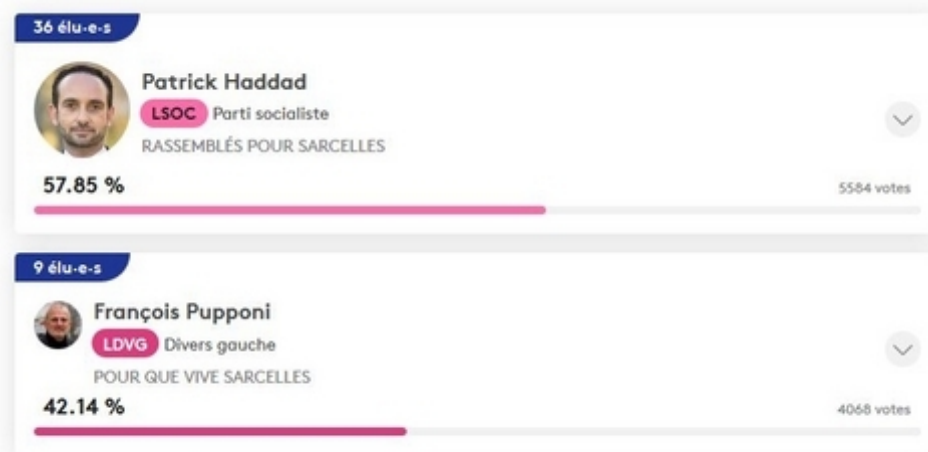 36 élu·e·s
Patrick Haddad
LSOC Parti socialiste
RASSEMBLÉS POUR SARCELLES
57.85 %
5584 votes
9 élu·e·s
François Pupponi
LDVG Divers gauche
POUR QUE VIVE SARCELLES
42.14 %
4068 votes